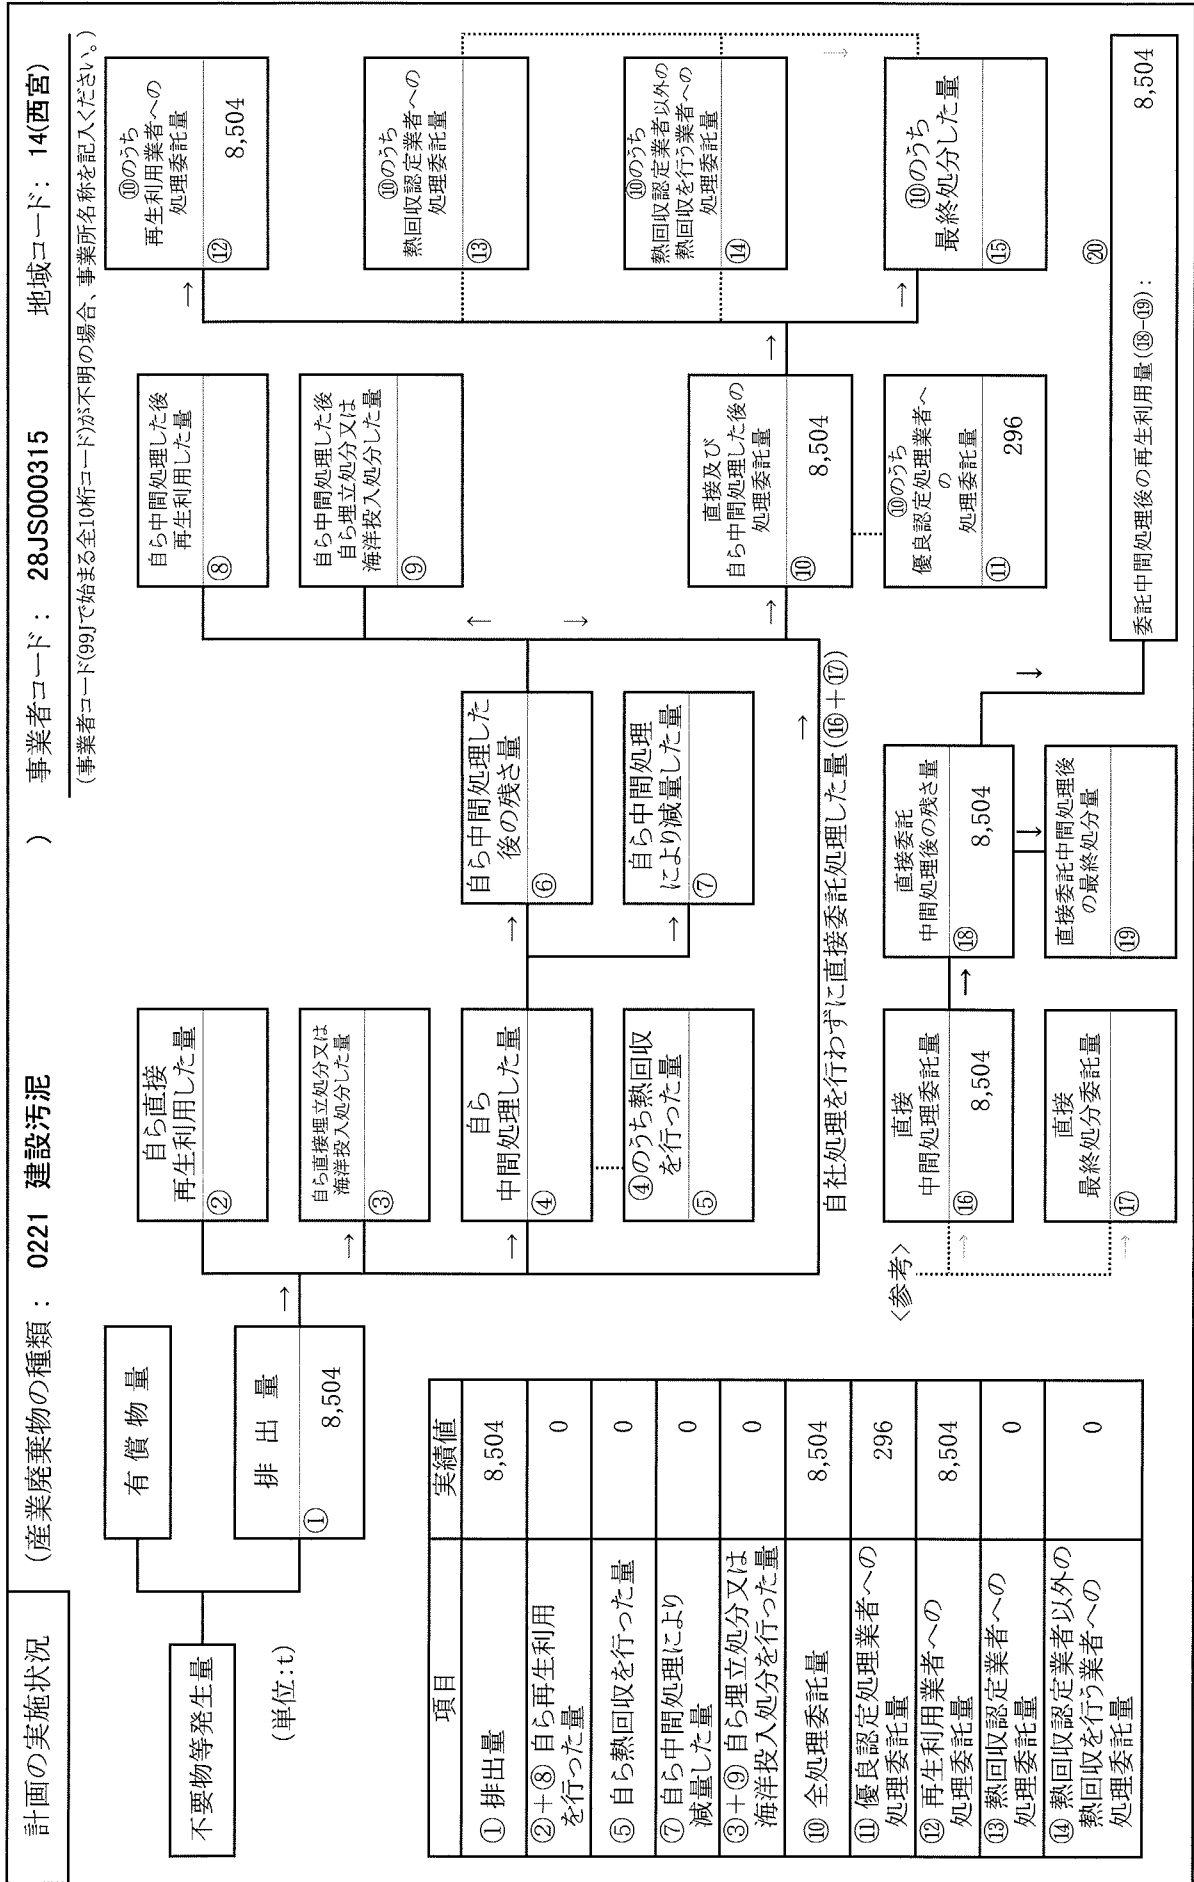 計画の実施状況
(産業廃棄物の種類： 0221 建設汚泥 )
事業者コード： 28JS000315
地域コード： 14(西宮)
(事業者コード(99Jで始まる全10桁コード)が不明の場合、事業所名称を記入ください。)
不要物等発生量
(単位:t)
有 償 物 量
排 出 量
①
8,504
→
自ら直接
再生利用した量
②
→
自ら直接埋立処分又は
海洋投入処分した量
③
→
自ら
中間処理した量
④
④のうち熱回収
を行った量
⑤
→
自ら中間処理した
後の残さ量
⑥
→
自ら中間処理
により減量した量
⑦
自ら中間処理した後
再生利用した量
⑧
自ら中間処理した後
自ら埋立処分又は
海洋投入処分した量
⑨
↑
↓
→
直接及び
自ら中間処理した後の
処理委託量
⑩
8,504
⑩のうち
優良認定処理業者へ
の
処理委託量
⑪
296
→
→
⑩のうち
再生利用業者への
処理委託量
⑫
8,504
⑩のうち
熱回収認定業者への
処理委託量
⑬
⑩のうち
熱回収認定業者以外の
熱回収を行う業者への
処理委託量
⑭
↓
→
⑩のうち
最終処分した量
⑮
→
自社処理を行わずに直接委託処理した量(⑯＋⑰)
<参考>
→
直接
中間処理委託量
⑯
8,504
→
直接
最終処分委託量
⑰
→
直接委託
中間処理後の残さ量
⑱
8,504
↓
直接委託中間処理後
の最終処分量
⑲
↓
⑳
委託中間処理後の再生利用量(⑱-⑲)：
8,504
項目
実績値
① 排出量
8,504
②＋⑧ 自ら再生利用
を行った量
0
⑤ 自ら熱回収を行った量
0
⑦ 自ら中間処理により
減量した量
0
③＋⑨ 自ら埋立処分又は
海洋投入処分を行った量
0
⑩ 全処理委託量
8,504
⑪ 優良認定処理業者への
処理委託量
296
⑫ 再生利用業者への
処理委託量
8,504
⑬ 熱回収認定業者への
処理委託量
0
⑭ 熱回収認定業者以外の
熱回収を行う業者への
処理委託量
0